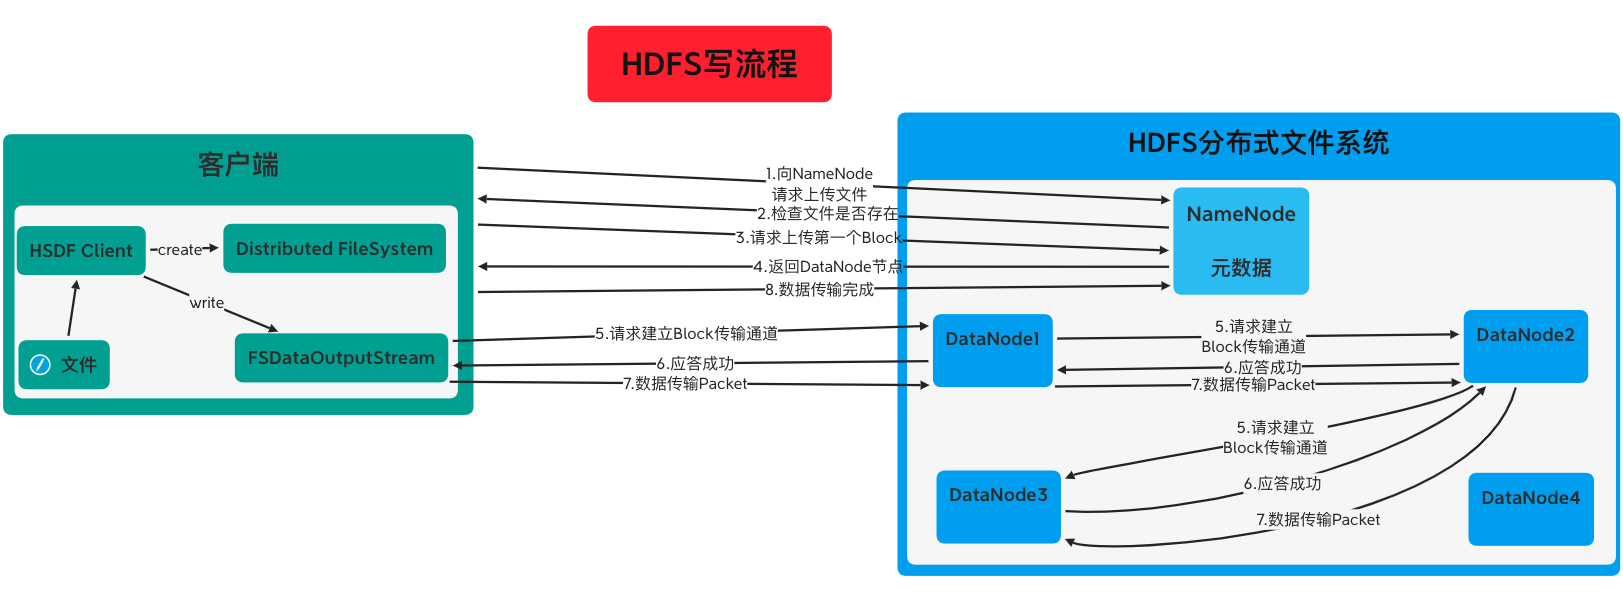 HDFS写流程
客户端
HSDF Client
create
Distributed FileSystem
write
FSDataOutputStream
文件
1.向NameNode
请求上传文件
2.检查文件是否存在
3.请求上传第一个Block
4.返回DataNode节点
8.数据传输完成
5.请求建立Block传输通道
6.应答成功
7.数据传输Packet
HDFS分布式文件系统
NameNode
元数据
DataNode1
5.请求建立
Block传输通道
6.应答成功
7.数据传输Packet
DataNode2
5.请求建立
Block传输通道
6.应答成功
7.数据传输Packet
DataNode3
DataNode4